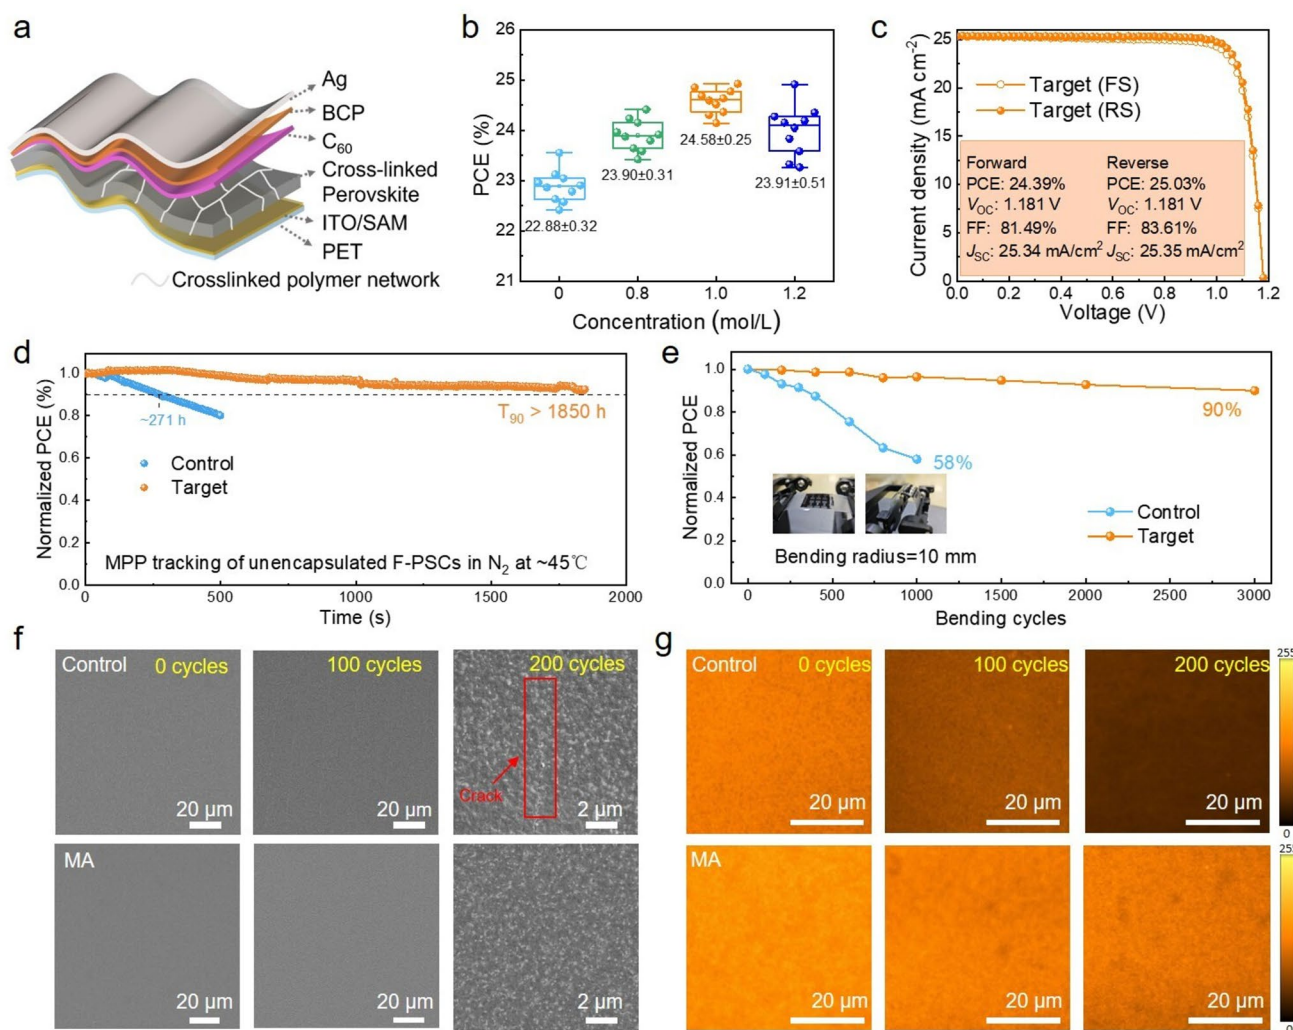 a
Ag
BCP
C60
Cross-linked
Perovskite
ITO/SAM
PET
Crosslinked polymer network
b
PCE (%)
26
25
24
23
22
21
22.88±0.32
23.90±0.31
24.58±0.25
23.91±0.51
0 0.8 1.0 1.2
Concentration (mol/L)
c
Current density (mA cm-2)
25
20
15
10
5
0
Target (FS)
Target (RS)
Forward Reverse
PCE: 24.39% PCE: 25.03%
VOC: 1.181 V VOC: 1.181 V
FF: 81.49% FF: 83.61%
JSC: 25.34 mA/cm2 JSC: 25.35 mA/cm2
0.0 0.2 0.4 0.6 0.8 1.0 1.2
Voltage (V)
d
Normalized PCE (%)
1.0
0.8
0.6
0.4
0.2
0.0
~271 h
T90 > 1850 h
Control
Target
MPP tracking of unencapsulated F-PSCs in N2 at ~45℃
0 500 1000 1500 2000
Time (s)
e
Normalized PCE
1.0
0.8
0.6
0.4
0.2
0.0
90%
58%
Control
Target
Bending radius=10 mm
0 500 1000 1500 2000 2500 3000
Bending cycles
f
Control
0 cycles
100 cycles
200 cycles
Crack
20 µm
20 µm
2 µm
MA
20 µm
20 µm
2 µm
g
Control
0 cycles
100 cycles
200 cycles
20 µm
20 µm
20 µm
255
0
MA
20 µm
20 µm
20 µm
255
0